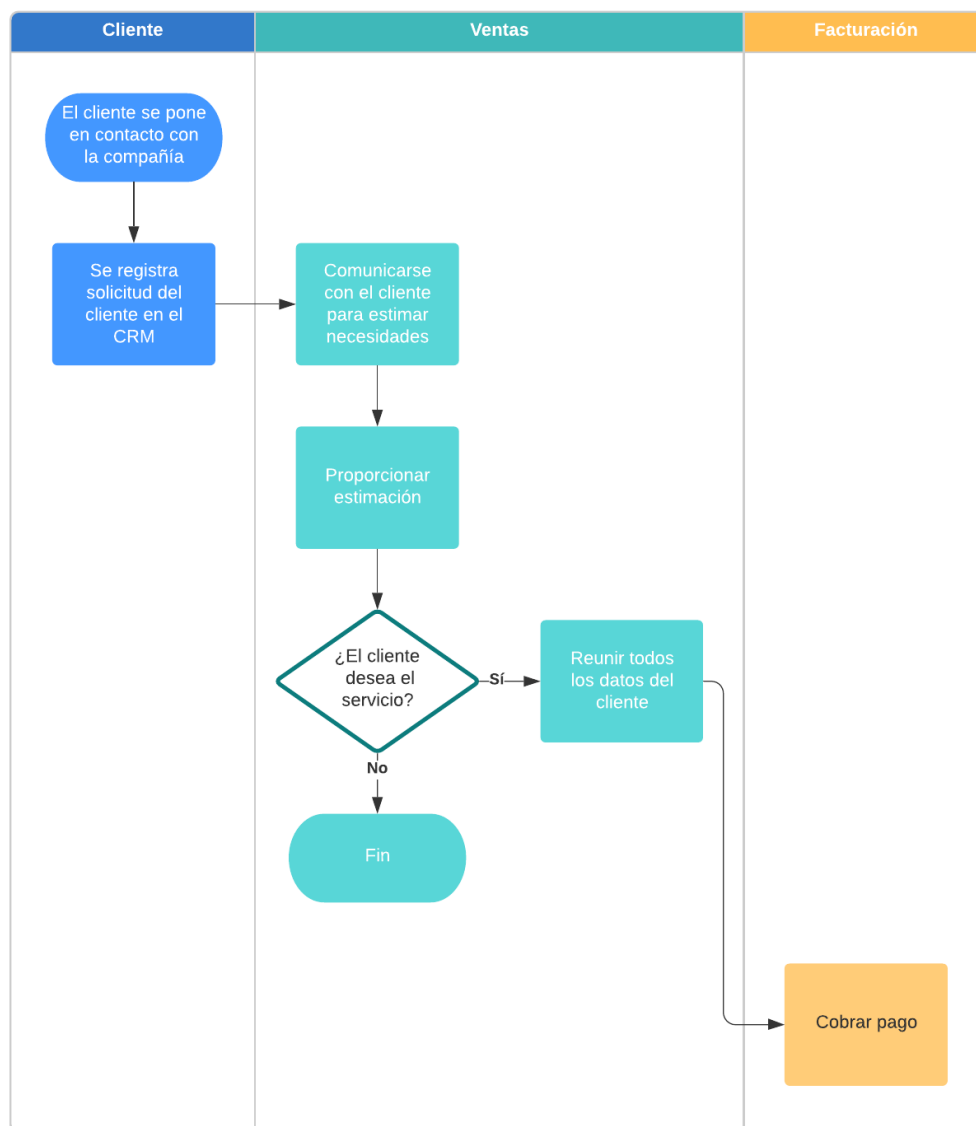 Cliente
Ventas
Facturación
El cliente se pone
en contacto con
la compañía
Se registra
solicitud del
cliente en el
CRM
Comunicarse
con el cliente
para estimar
necesidades
Proporcionar
estimación
¿El cliente
desea el
servicio?
Sí
Reunir todos
los datos del
cliente
No
Fin
Cobrar pago